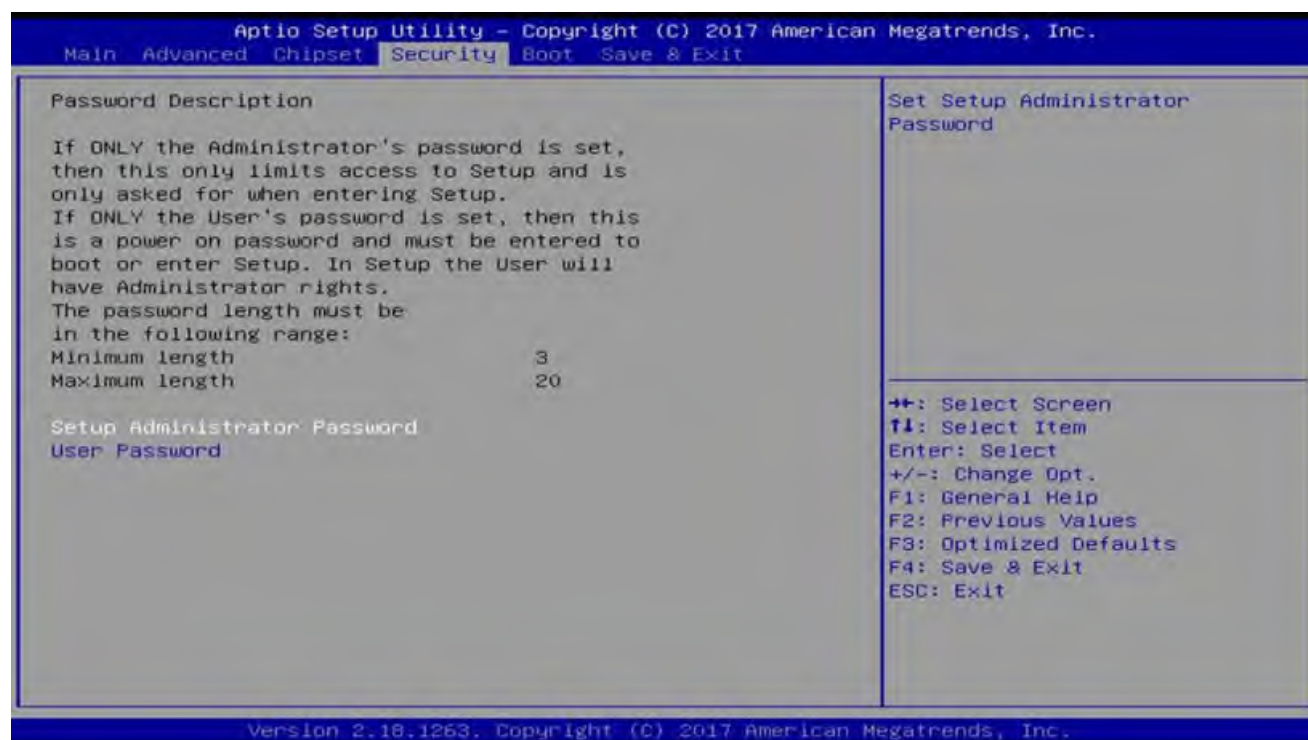 Aptio Setup Utility – Copyright (C) 2017 American Megatrends, Inc.
Main Advanced Chipset Security Boot Save & Exit
Password Description
If ONLY the Administrator's password is set,
then this only limits access to Setup and is
only asked for when entering Setup.
If ONLY the User's password is set, then this
is a power on password and must be entered to
boot or enter Setup. In Setup the User will
have Administrator rights.
The password length must be
in the following range:
Minimum length 3
Maximum length 20
Setup Administrator Password
User Password
Set Setup Administrator
Password
→←: Select Screen
↑↓: Select Item
Enter: Select
+/-: Change Opt.
F1: General Help
F2: Previous Values
F3: Optimized Defaults
F4: Save & Exit
ESC: Exit
Version 2.18.1263. Copyright (C) 2017 American Megatrends, Inc.